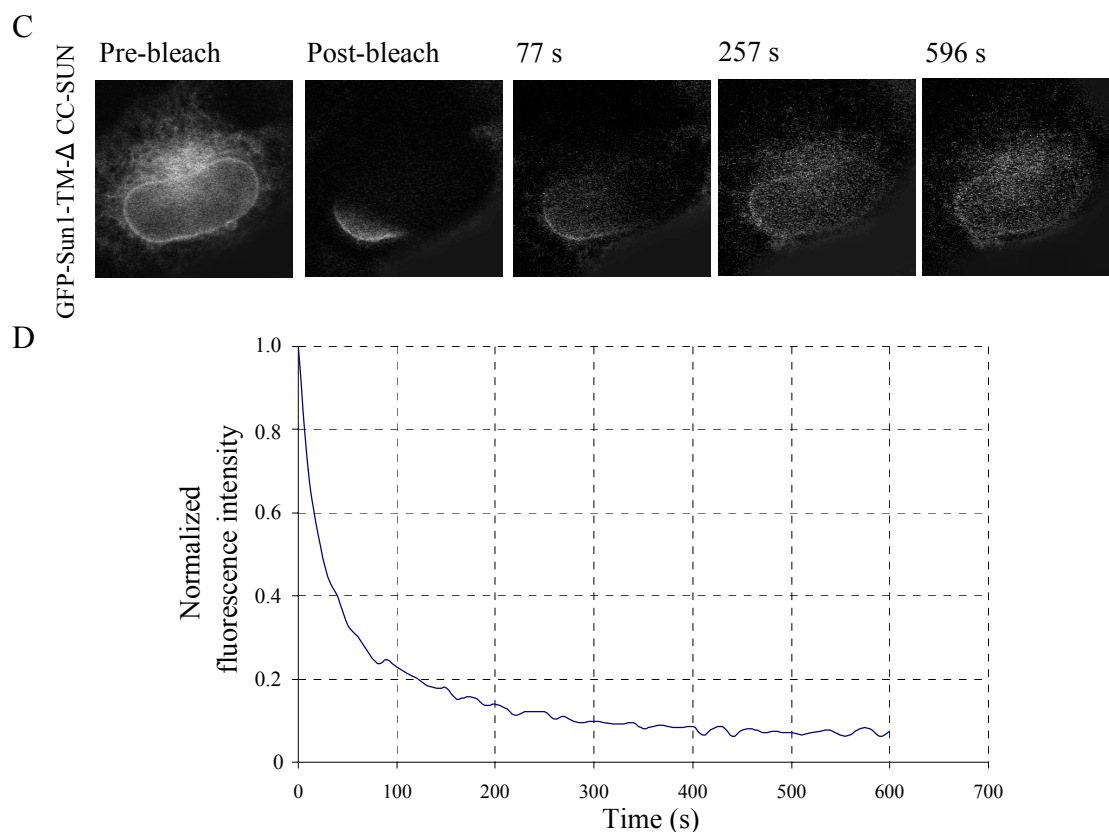 C
Pre-bleach Post-bleach 77 s 257 s 596 s
GFP-Sun1-TM-Δ CC-SUN
D
Normalized
fluorescence intensity
1.0
0.8
0.6
0.4
0.2
0
0 100 200 300 400 500 600 700
Time (s)